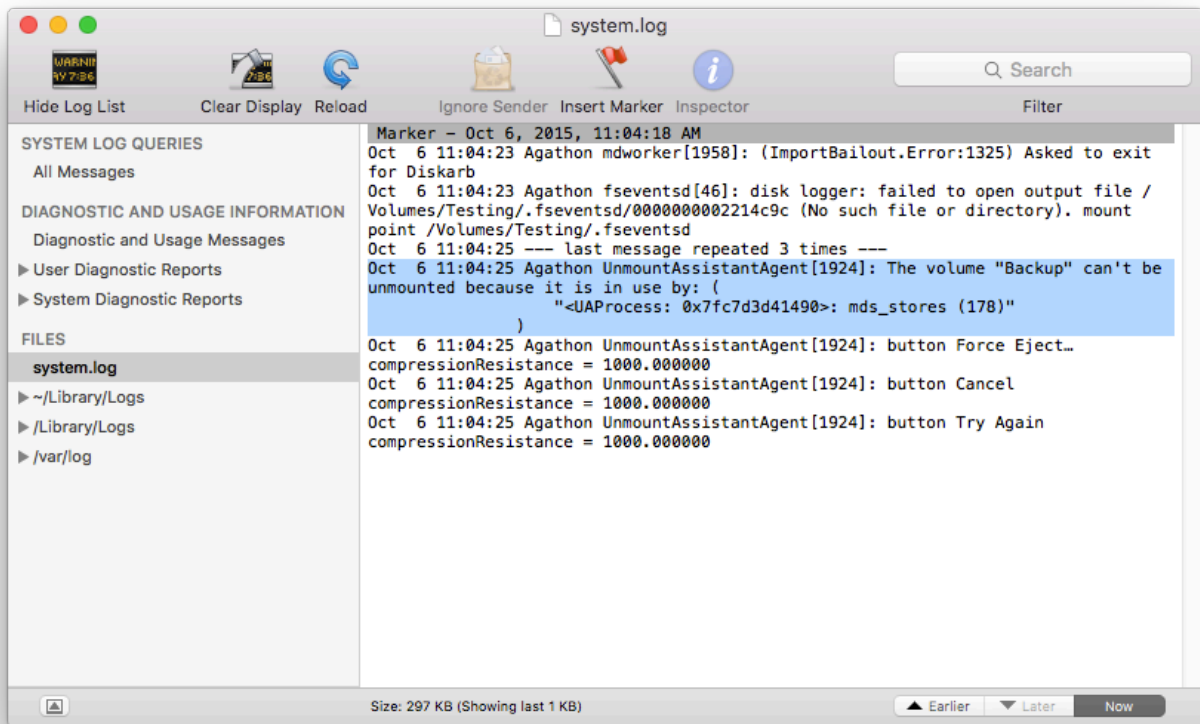 system.log
WARNIN
AY 7:36
7:36
Hide Log List
Clear Display
Reload
Ignore Sender
Insert Marker
Inspector
Search
Filter
SYSTEM LOG QUERIES
All Messages
DIAGNOSTIC AND USAGE INFORMATION
Diagnostic and Usage Messages
User Diagnostic Reports
System Diagnostic Reports
FILES
system.log
~/Library/Logs
/Library/Logs
/var/log
Marker – Oct 6, 2015, 11:04:18 AM
Oct  6 11:04:23 Agathon mdworker[1958]: (ImportBailout.Error:1325) Asked to exit
for Diskarb
Oct  6 11:04:23 Agathon fseventsd[46]: disk logger: failed to open output file /
Volumes/Testing/.fseventsd/0000000002214c9c (No such file or directory). mount
point /Volumes/Testing/.fseventsd
Oct  6 11:04:25 --- last message repeated 3 times ---
Oct  6 11:04:25 Agathon UnmountAssistantAgent[1924]: The volume "Backup" can't be
unmounted because it is in use by: (
"<UAProcess: 0x7fc7d3d41490>: mds_stores (178)"
)
Oct  6 11:04:25 Agathon UnmountAssistantAgent[1924]: button Force Eject…
compressionResistance = 1000.000000
Oct  6 11:04:25 Agathon UnmountAssistantAgent[1924]: button Cancel
compressionResistance = 1000.000000
Oct  6 11:04:25 Agathon UnmountAssistantAgent[1924]: button Try Again
compressionResistance = 1000.000000
Size: 297 KB (Showing last 1 KB)
Earlier
Later
Now